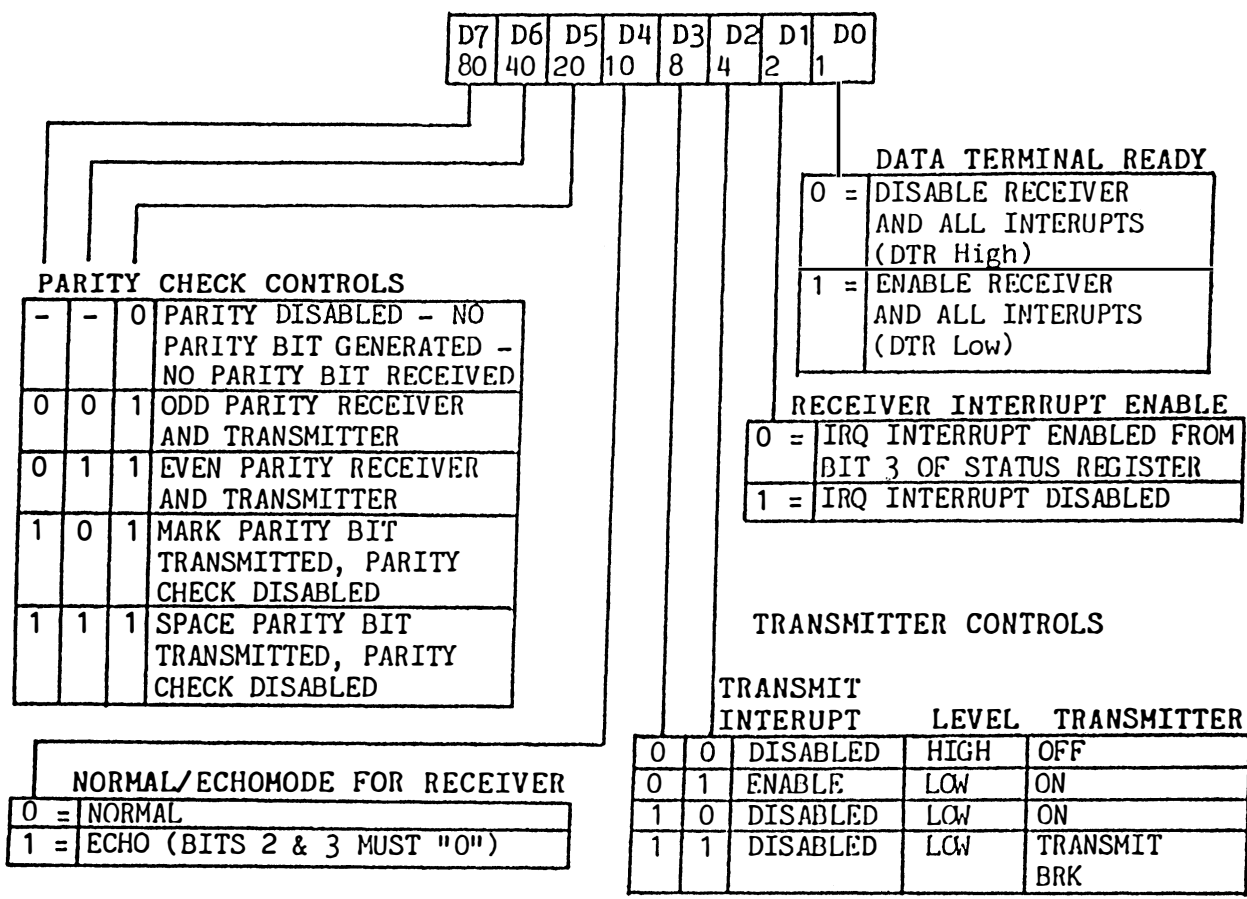 D7 D6 D5 D4 D3 D2 D1 D0
80 40 20 10 8 4 2 1
DATA TERMINAL READY
0 = DISABLE RECEIVER
AND ALL INTERUPTS
(DTR High)
1 = ENABLE RECEIVER
AND ALL INTERUPTS
(DTR Low)
PARITY CHECK CONTROLS
- - 0 PARITY DISABLED - NO
PARITY BIT GENERATED -
NO PARITY BIT RECEIVED
0 0 1 ODD PARITY RECEIVER
AND TRANSMITTER
0 1 1 EVEN PARITY RECEIVER
AND TRANSMITTER
1 0 1 MARK PARITY BIT
TRANSMITTED, PARITY
CHECK DISABLED
1 1 1 SPACE PARITY BIT
TRANSMITTED, PARITY
CHECK DISABLED
RECEIVER INTERRUPT ENABLE
0 = IRQ INTERRUPT ENABLED FROM
BIT 3 OF STATUS REGISTER
1 = IRQ INTERRUPT DISABLED
TRANSMITTER CONTROLS
TRANSMIT
INTERUPT LEVEL TRANSMITTER
0 0 DISABLED HIGH OFF
0 1 ENABLE LOW ON
1 0 DISABLED LOW ON
1 1 DISABLED LOW TRANSMIT
BRK
NORMAL/ECHOMODE FOR RECEIVER
0 = NORMAL
1 = ECHO (BITS 2 & 3 MUST "0")